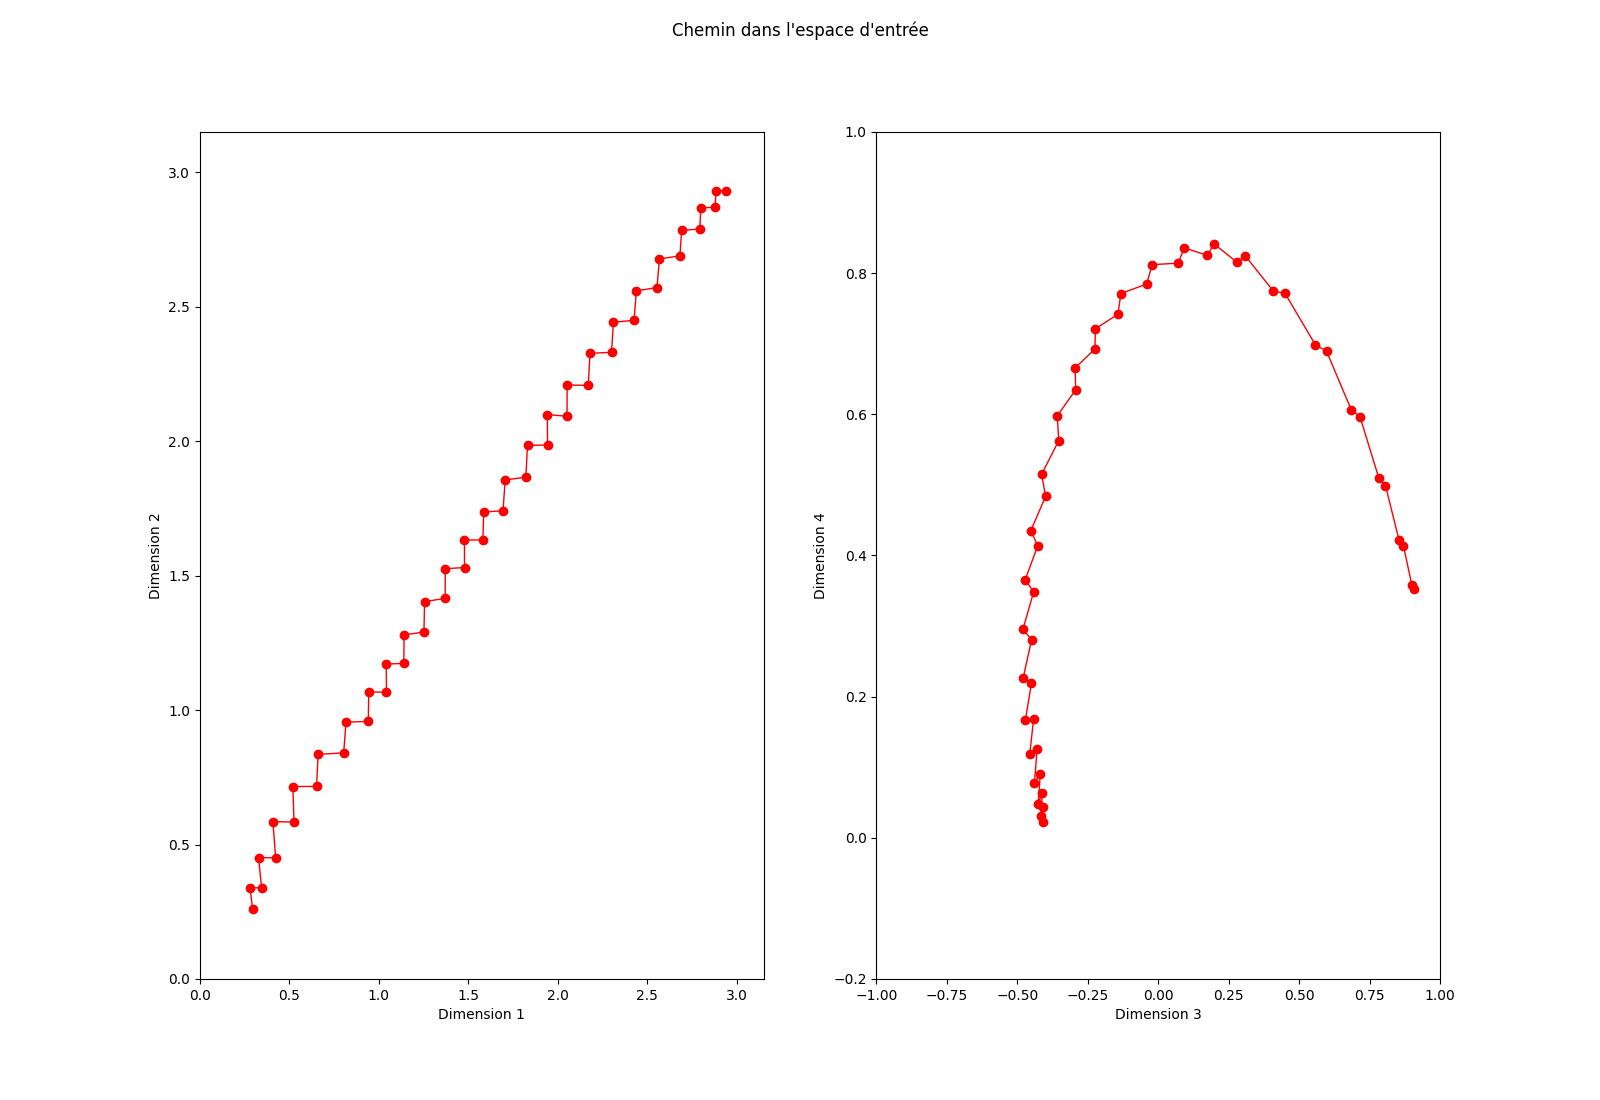 Chemin dans l'espace d'entrée
3.0
2.5
2.0
1.5
1.0
0.5
0.0
Dimension 2
0.0 0.5 1.0 1.5 2.0 2.5 3.0
Dimension 1
1.0
0.8
0.6
0.4
0.2
0.0
−0.2
Dimension 4
−1.00 −0.75 −0.50 −0.25 0.00 0.25 0.50 0.75 1.00
Dimension 3